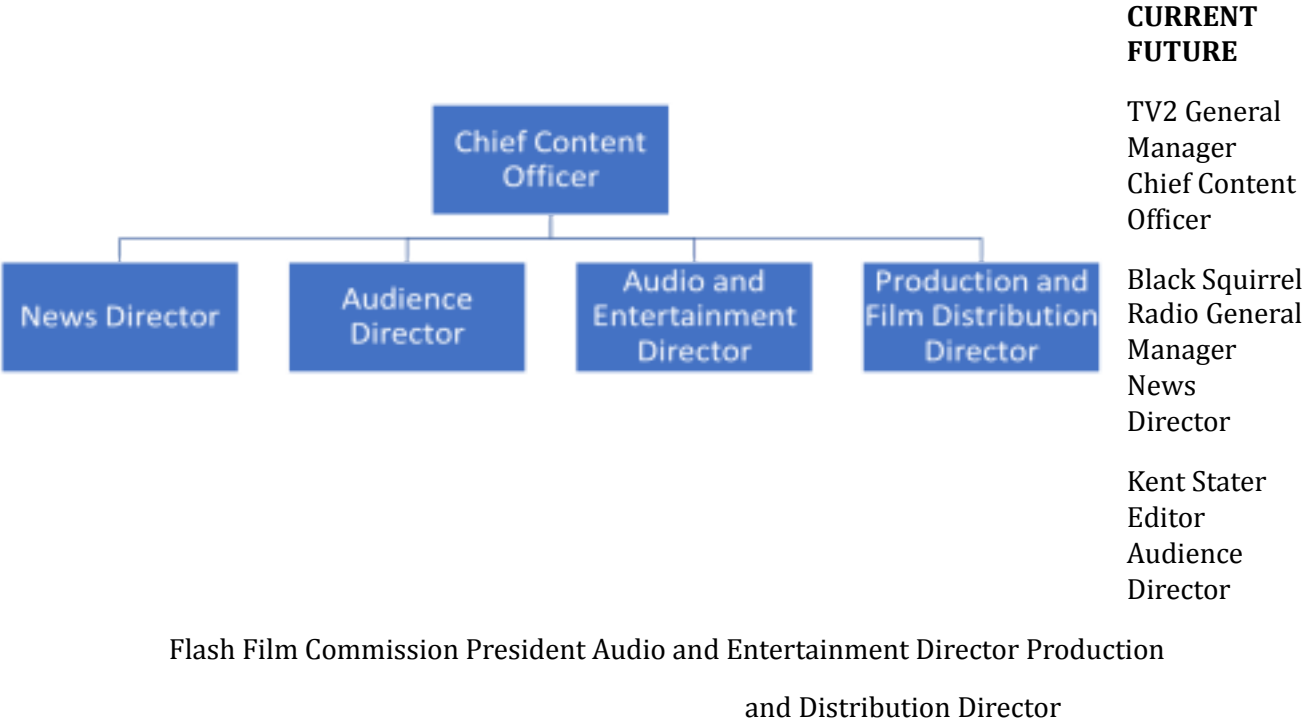 CURRENT
FUTURE
Chief Content
Officer
News Director
Audience
Director
Audio and
Entertainment
Director
Production and
Film Distribution
Director
TV2 General
Manager
Chief Content
Officer
Black Squirrel
Radio General
Manager
News
Director
Kent Stater
Editor
Audience
Director
Flash Film Commission President Audio and Entertainment Director Production
and Distribution Director